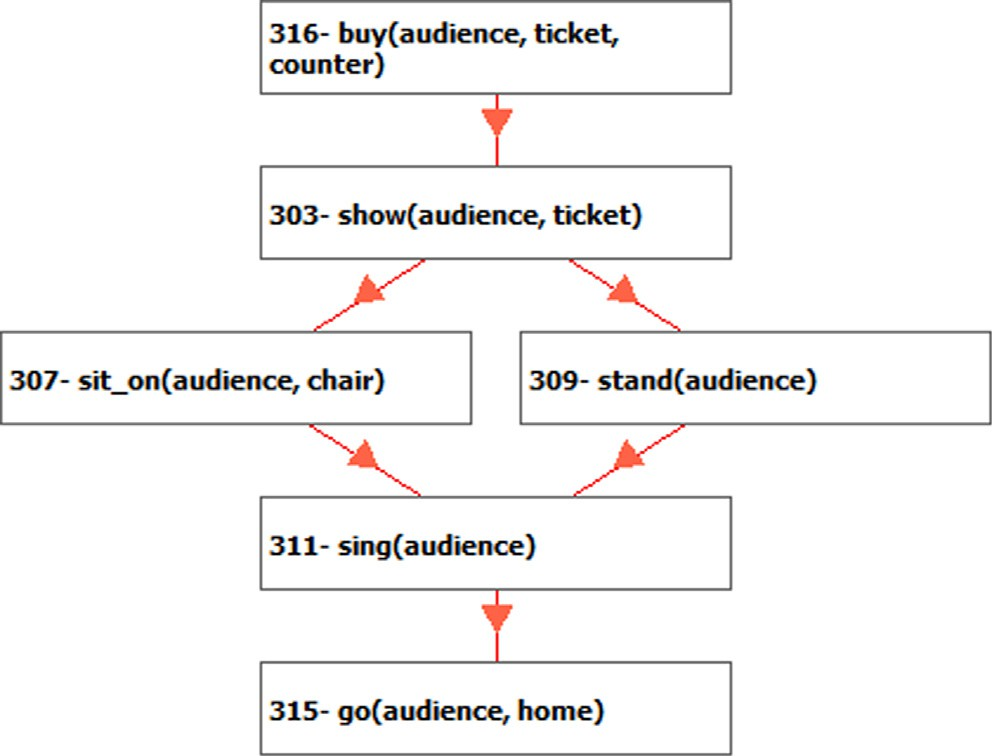 316- buy(audience, ticket,
counter)
303- show(audience, ticket)
307- sit_on(audience, chair)
309- stand(audience)
311- sing(audience)
315- go(audience, home)